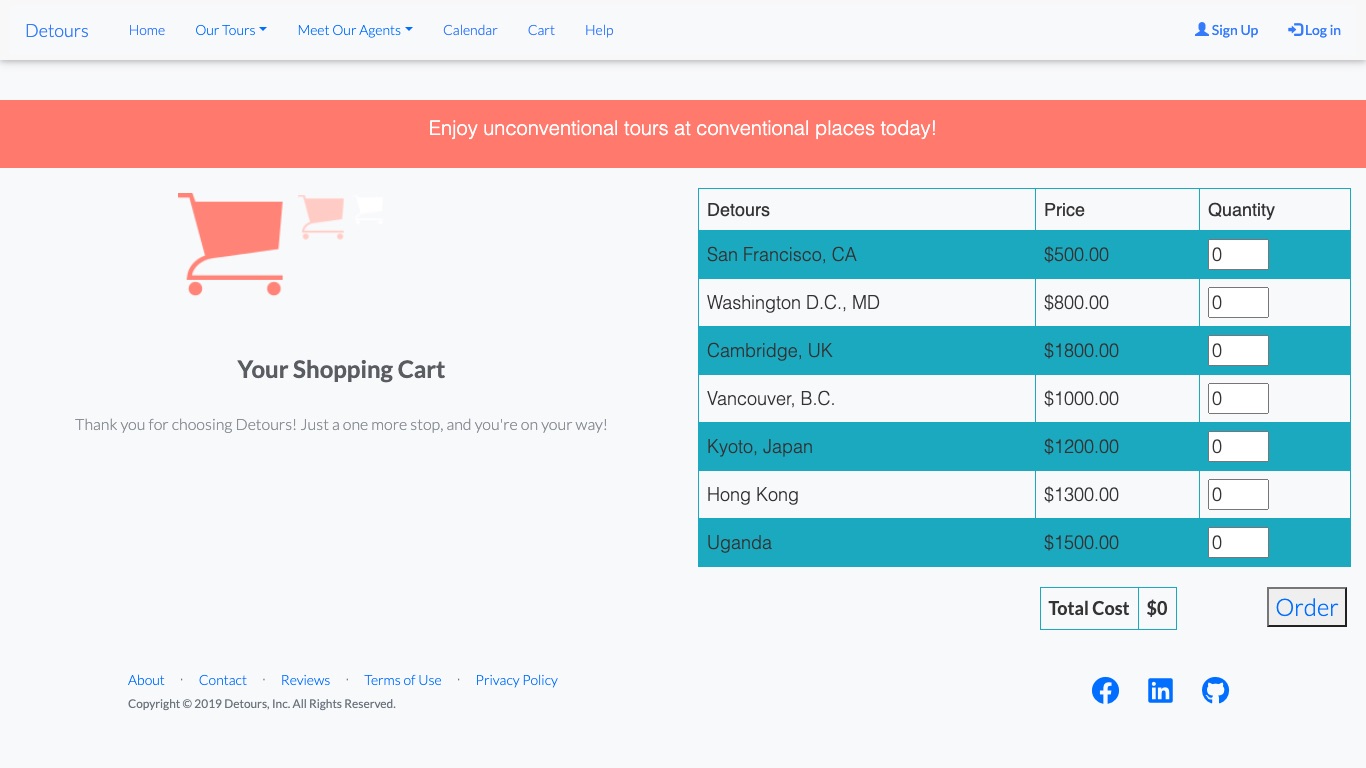 Detours Home Our Tours Meet Our Agents Calendar Cart Help Sign Up Log in
Enjoy unconventional tours at conventional places today!
Your Shopping Cart
Thank you for choosing Detours! Just a one more stop, and you're on your way!
Detours Price Quantity
San Francisco, CA $500.00 0
Washington D.C., MD $800.00 0
Cambridge, UK $1800.00 0
Vancouver, B.C. $1000.00 0
Kyoto, Japan $1200.00 0
Hong Kong $1300.00 0
Uganda $1500.00 0
Total Cost $0 Order
About · Contact · Reviews · Terms of Use · Privacy Policy
Copyright © 2019 Detours, Inc. All Rights Reserved.